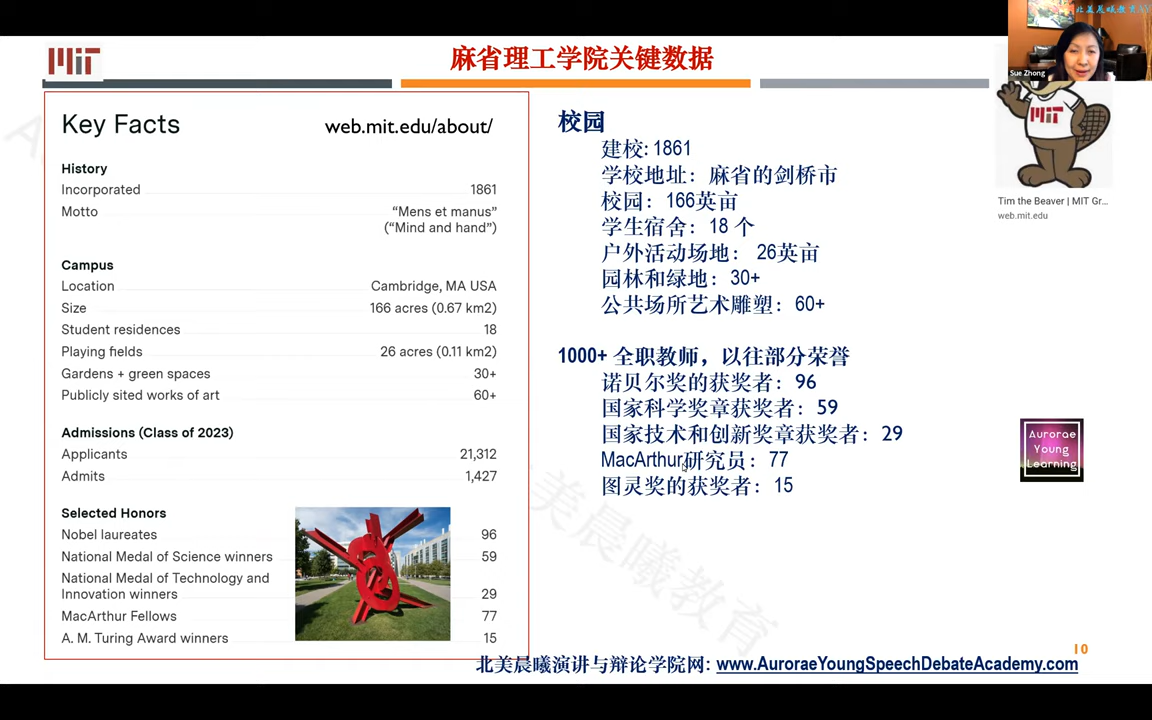 北美晨曦教育
Sue Zhong
MIT
麻省理工学院关键数据
Key Facts
web.mit.edu/about/
History
Incorporated 1861
Motto “Mens et manus”
(“Mind and hand”)
Campus
Location Cambridge, MA USA
Size 166 acres (0.67 km2)
Student residences 18
Playing fields 26 acres (0.11 km2)
Gardens + green spaces 30+
Publicly sited works of art 60+
Admissions (Class of 2023)
Applicants 21,312
Admits 1,427
Selected Honors
Nobel laureates 96
National Medal of Science winners 59
National Medal of Technology and
Innovation winners 29
MacArthur Fellows 77
A. M. Turing Award winners 15
校园
建校: 1861
学校地址：麻省的剑桥市
校园：166英亩
学生宿舍：18 个
户外活动场地： 26英亩
园林和绿地：30+
公共场所艺术雕塑：60+
1000+ 全职教师，以往部分荣誉
诺贝尔奖的获奖者：96
国家科学奖章获奖者：59
国家技术和创新奖章获奖者：29
MacArthur研究员：77
图灵奖的获奖者：15
MIT
Tim the Beaver | MIT Gr...
web.mit.edu
Aurorae
Young
Learning
美晨曦教育
10
北美晨曦演讲与辩论学院网: www.AuroraeYoungSpeechDebateAcademy.com